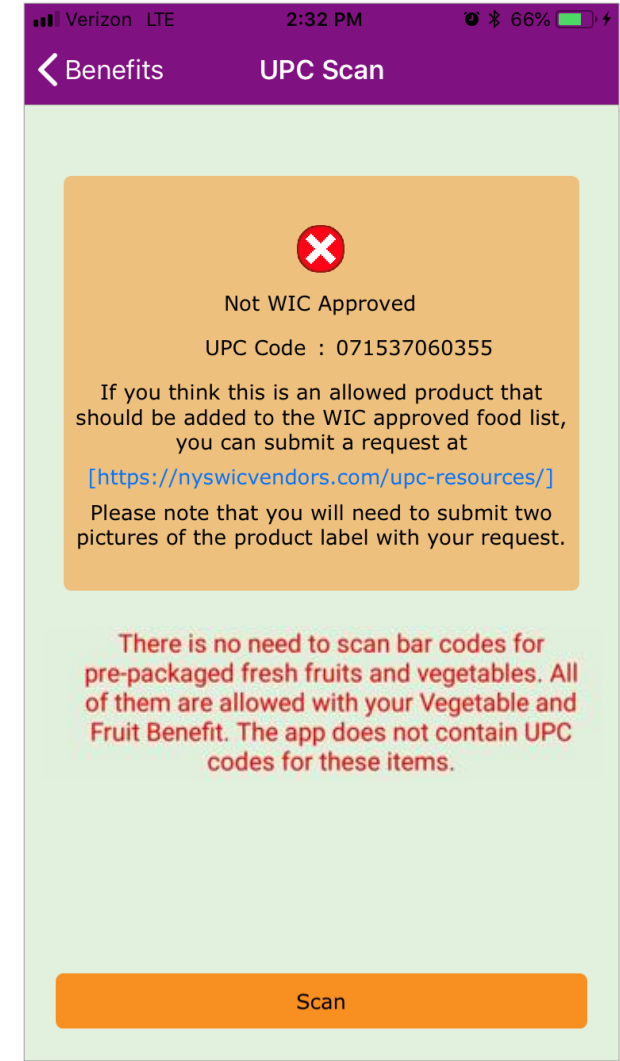 Verizon LTE 2:32 PM 66%
Benefits UPC Scan
Not WIC Approved
UPC Code : 071537060355
If you think this is an allowed product that
should be added to the WIC approved food list,
you can submit a request at
[https://nyswicvendors.com/upc-resources/]
Please note that you will need to submit two
pictures of the product label with your request.
There is no need to scan bar codes for
pre-packaged fresh fruits and vegetables. All
of them are allowed with your Vegetable and
Fruit Benefit. The app does not contain UPC
codes for these items.
Scan